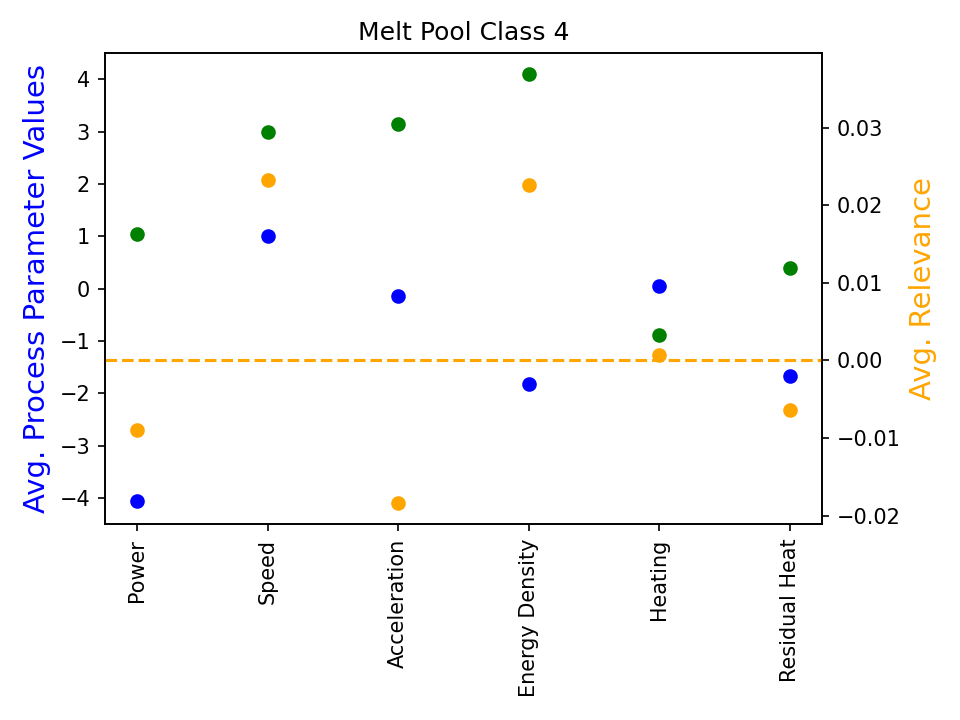 Melt Pool Class 4
Avg. Process Parameter Values
4
3
2
1
0
−1
−2
−3
−4
0.03
0.02
0.01
0.00
−0.01
−0.02
Avg. Relevance
Power
Speed
Acceleration
Energy Density
Heating
Residual Heat